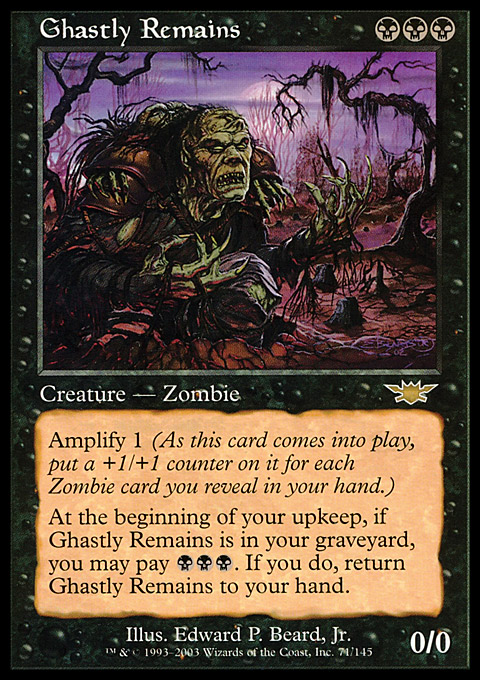 Ghastly Remains
Creature — Zombie
Amplify 1 (As this card comes into play,
put a +1/+1 counter on it for each
Zombie card you reveal in your hand.)
At the beginning of your upkeep, if
Ghastly Remains is in your graveyard,
you may pay . If you do, return
Ghastly Remains to your hand.
Illus. Edward P. Beard, Jr.
™ & © 1993-2003 Wizards of the Coast, Inc. 71/145
0/0